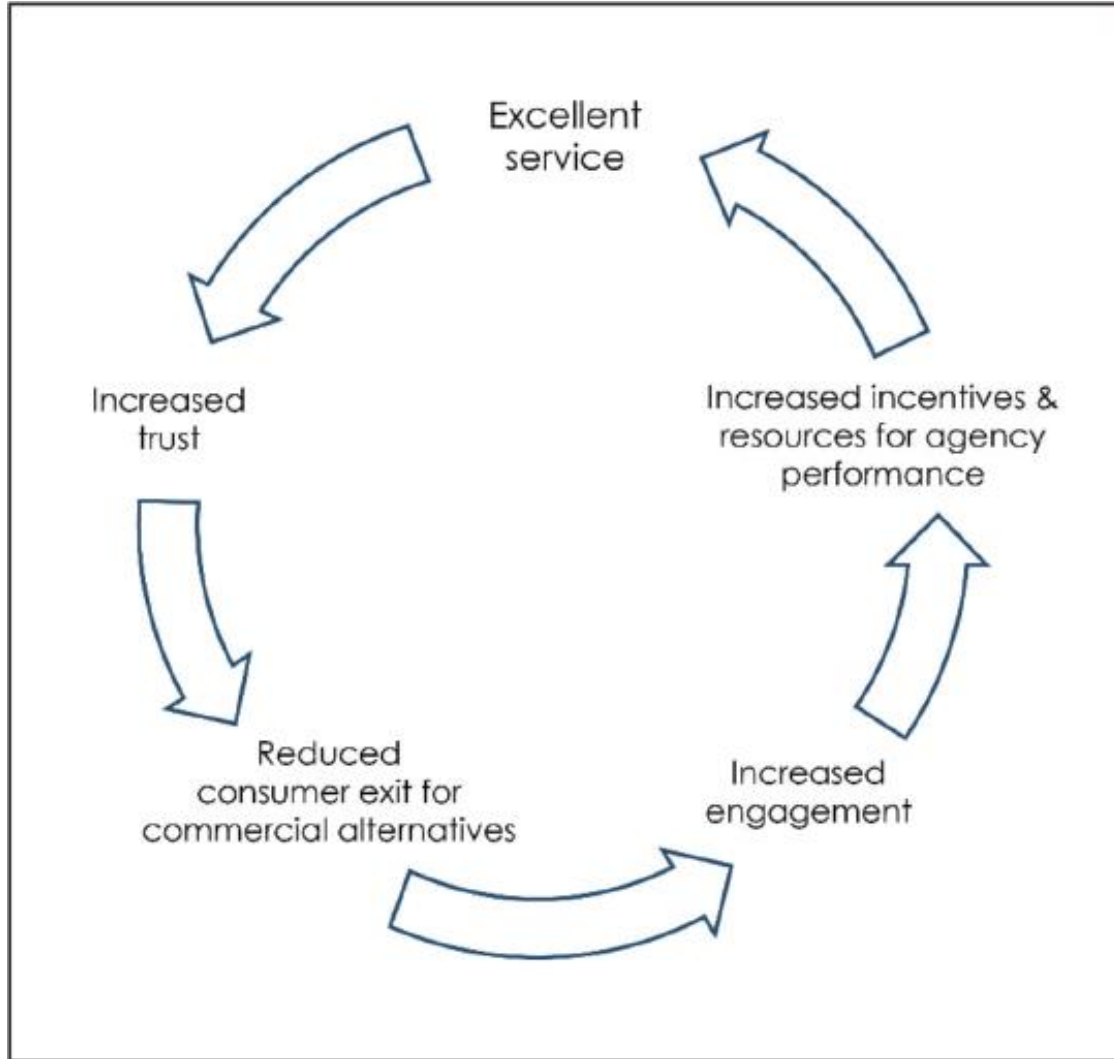 Excellent
service
Increased
trust
Reduced
consumer exit for
commercial alternatives
Increased
engagement
Increased incentives &
resources for agency
performance